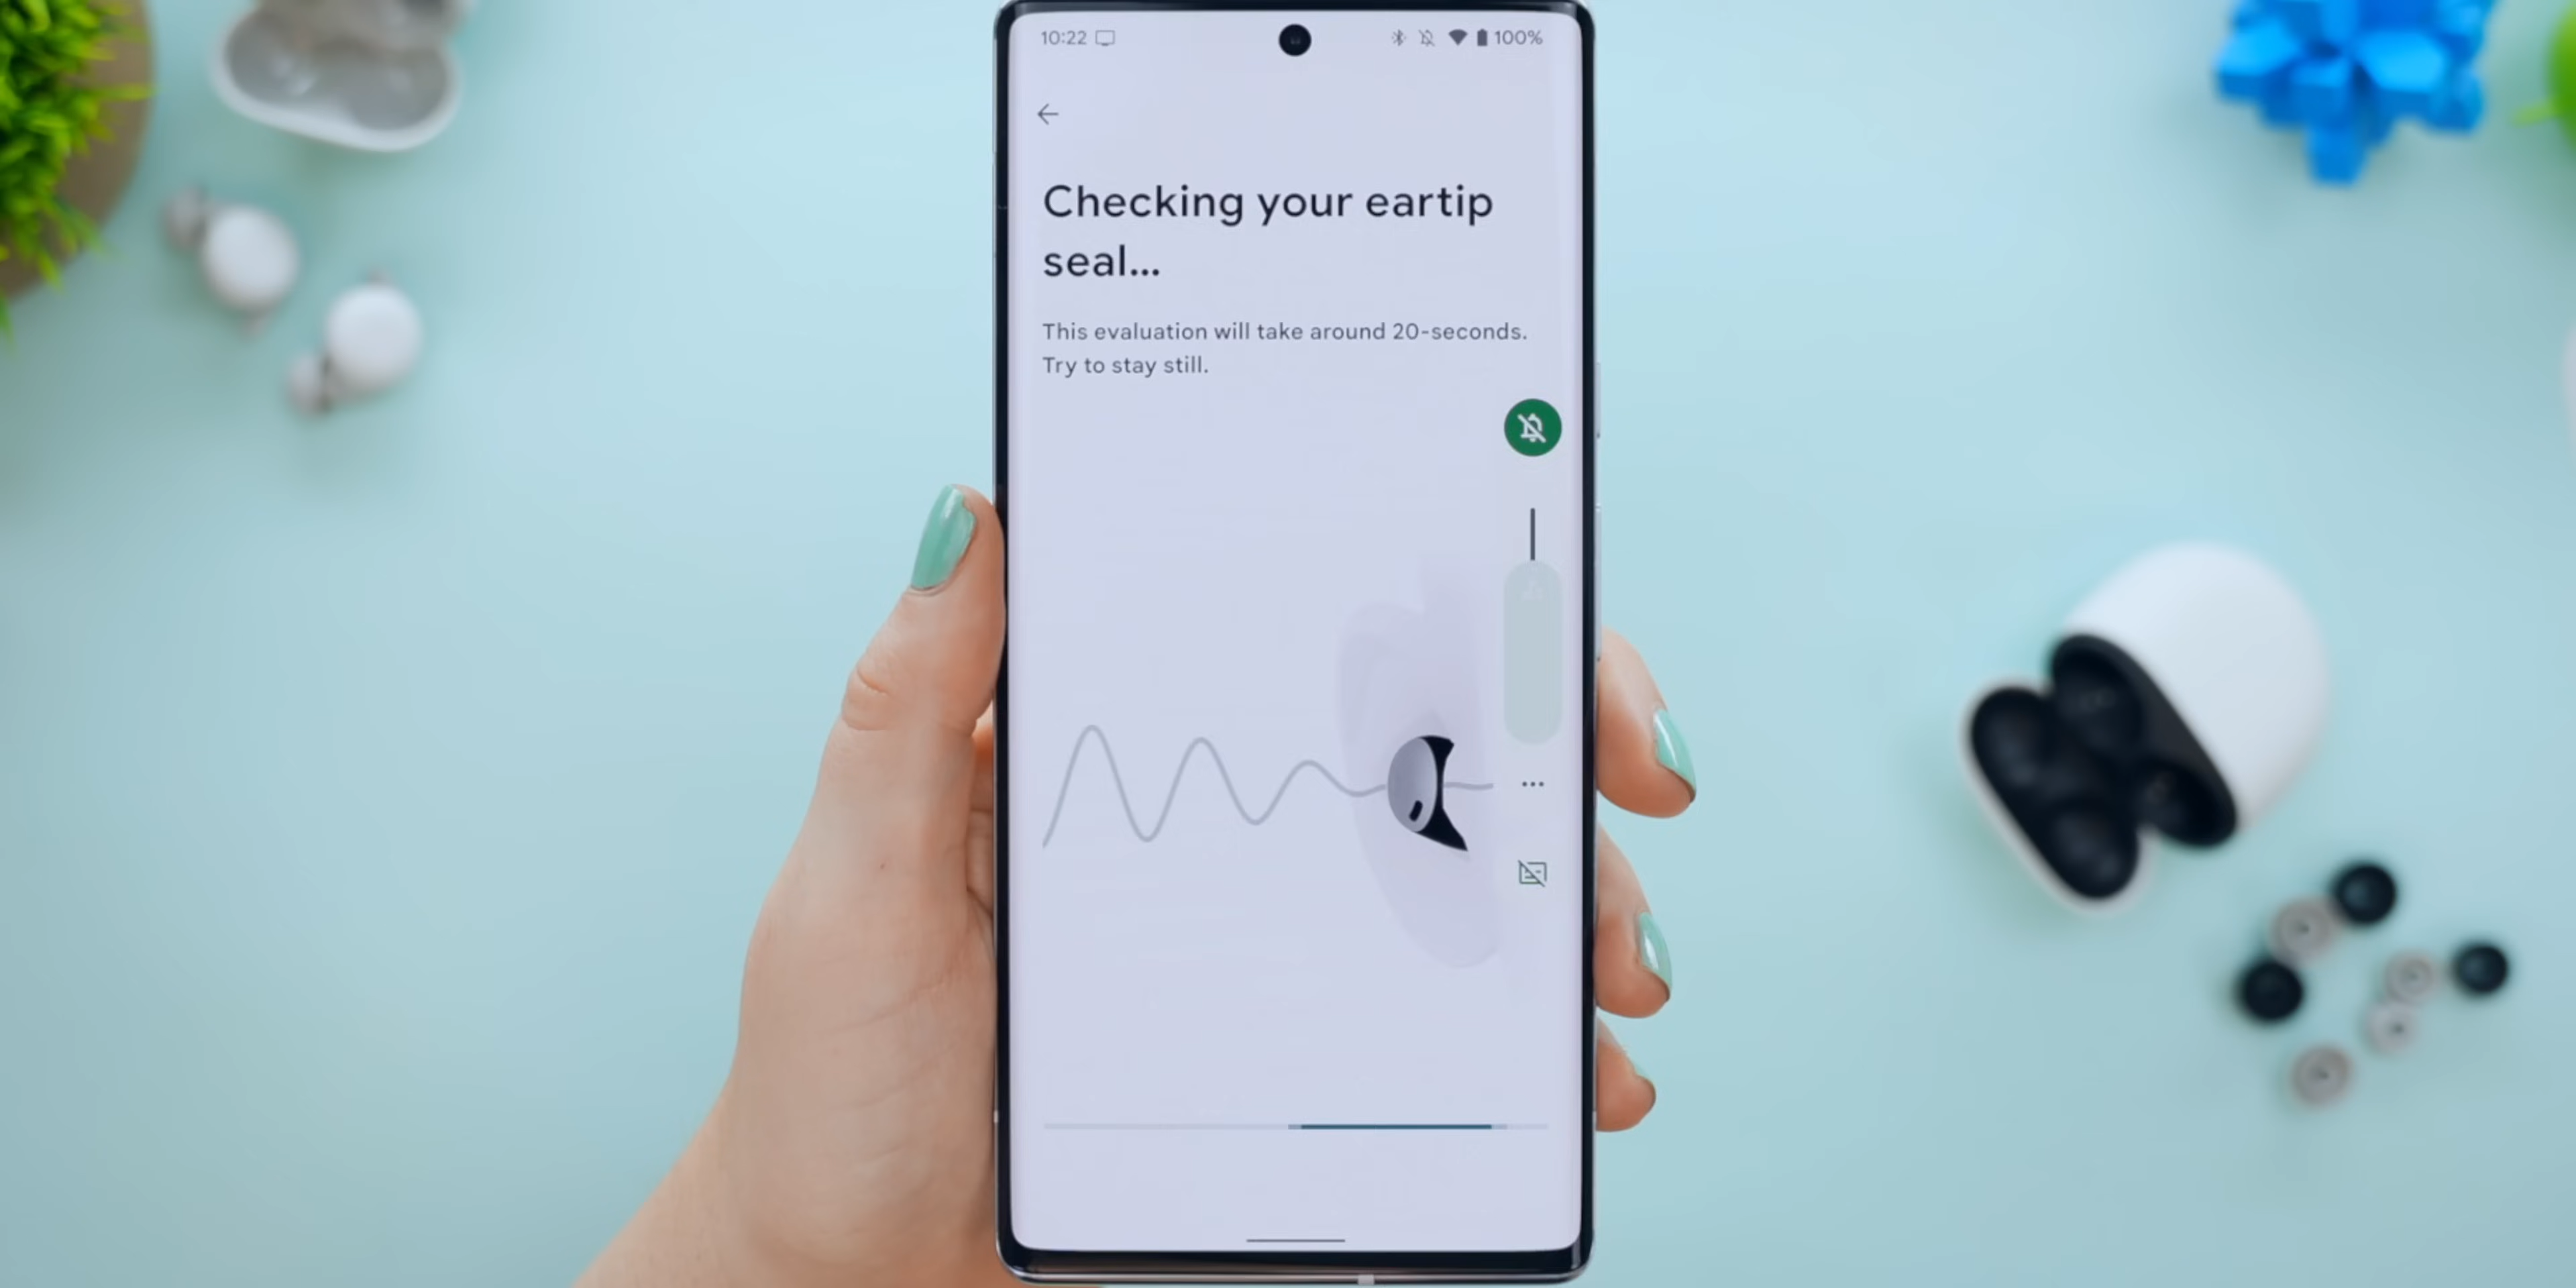 10:22 100%
Checking your eartip
seal...
This evaluation will take around 20-seconds.
Try to stay still.